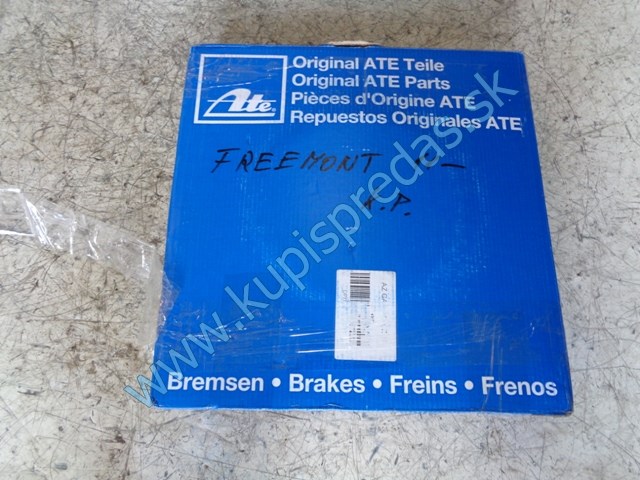 Ate
Original ATE Teile
Original ATE Parts
Pièces d'Origine ATE
Repuestos Originales ATE
FREEMONT
K.P.
www.kupispredas.sk
Bremsen • Brakes • Freins • Frenos